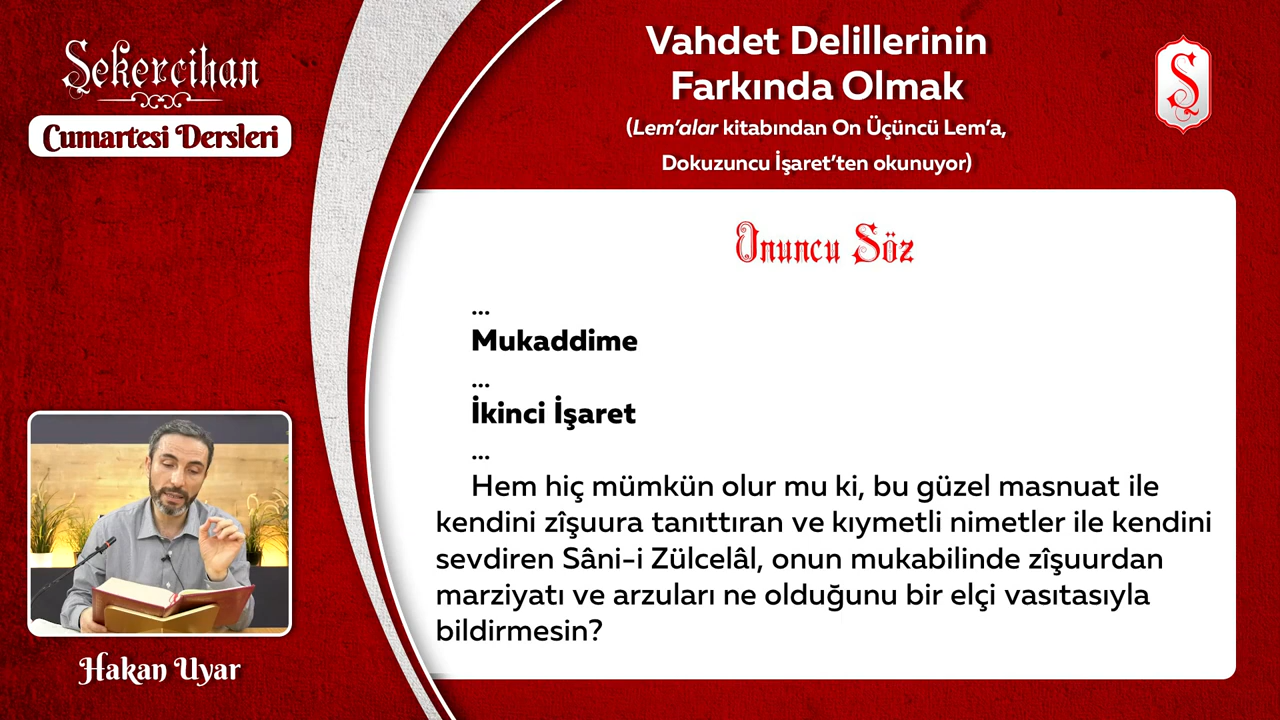 Şekercihan
Cumartesi Dersleri
Vahdet Delillerinin
Farkında Olmak
(Lem’alar kitabından On Üçüncü Lem’a,
Dokuzuncu İşaret’ten okunuyor)
Ş
Onuncu Söz
...
Mukaddime
...
İkinci İşaret
...
Hem hiç mümkün olur mu ki, bu güzel masnuat ile
kendini zîşuura tanıttıran ve kıymetli nimetler ile kendini
sevdiren Sâni-i Zülcelâl, onun mukabilinde zîşuurdan
marziyatı ve arzuları ne olduğunu bir elçi vasıtasıyla
bildirmesin?
Hakan Uyar